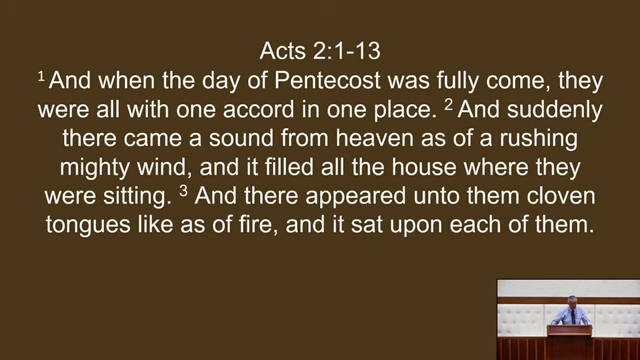 Acts 2:1-13
1 And when the day of Pentecost was fully come, they
were all with one accord in one place. 2 And suddenly
there came a sound from heaven as of a rushing
mighty wind, and it filled all the house where they
were sitting. 3 And there appeared unto them cloven
tongues like as of fire, and it sat upon each of them.